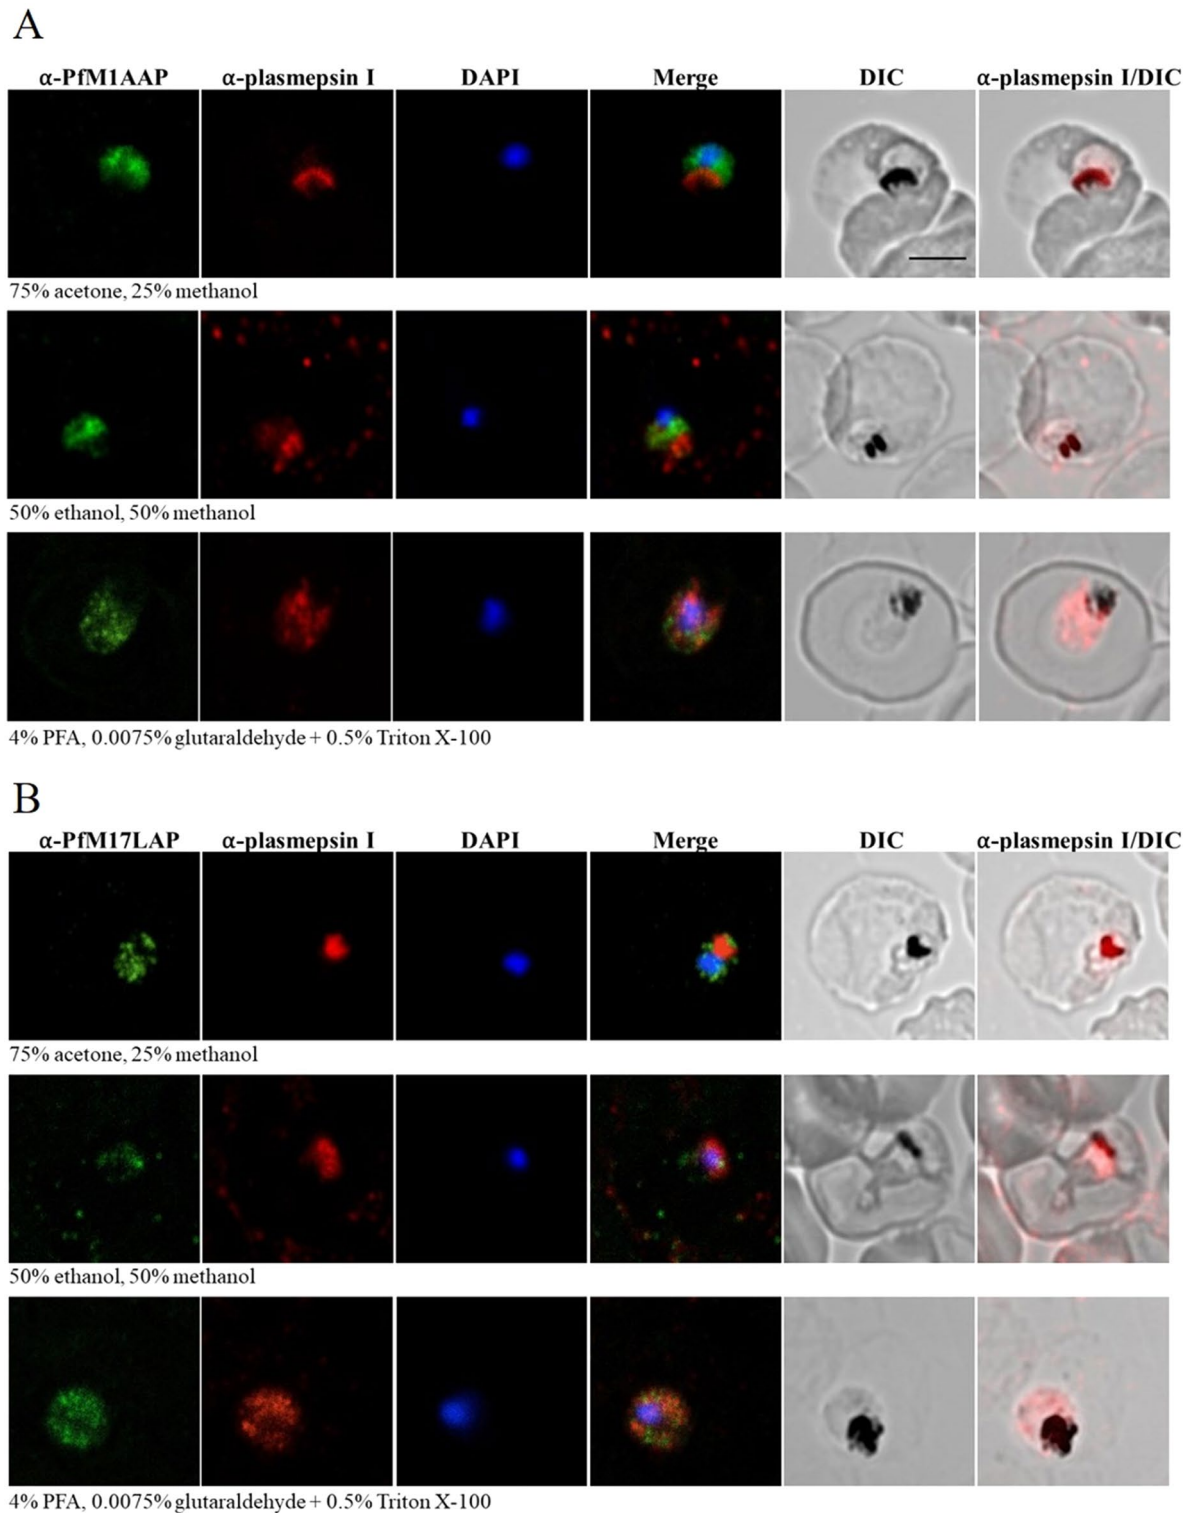 A
α-PfM1AAP α-plasmepsin I DAPI Merge DIC α-plasmepsin I/DIC
75% acetone, 25% methanol
50% ethanol, 50% methanol
4% PFA, 0.0075% glutaraldehyde + 0.5% Triton X-100
B
α-PfM17LAP α-plasmepsin I DAPI Merge DIC α-plasmepsin I/DIC
75% acetone, 25% methanol
50% ethanol, 50% methanol
4% PFA, 0.0075% glutaraldehyde + 0.5% Triton X-100